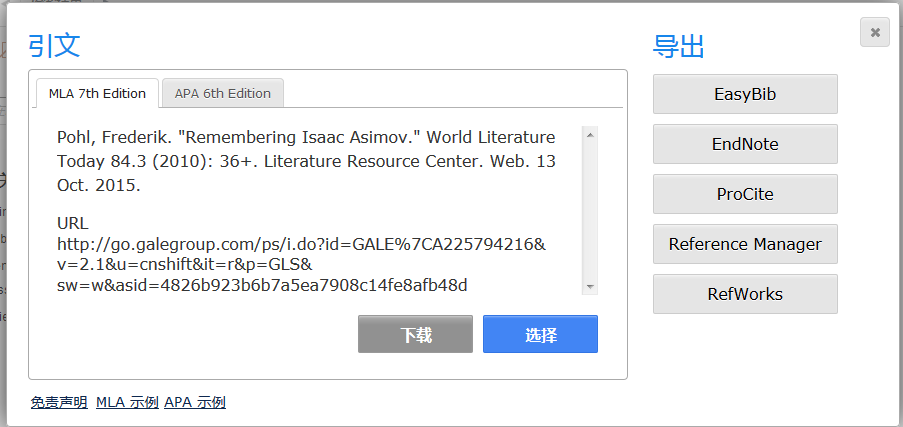 引文
MLA 7th Edition
APA 6th Edition
Pohl, Frederik. "Remembering Isaac Asimov." World Literature
Today 84.3 (2010): 36+. Literature Resource Center. Web. 13
Oct. 2015.
URL
http://go.galegroup.com/ps/i.do?id=GALE%7CA225794216&
v=2.1&u=cnshift&it=r&p=GLS&
sw=w&asid=4826b923b6b7a5ea7908c14fe8afb48d
下载
选择
免责声明 MLA 示例 APA 示例
导出
EasyBib
EndNote
ProCite
Reference Manager
RefWorks